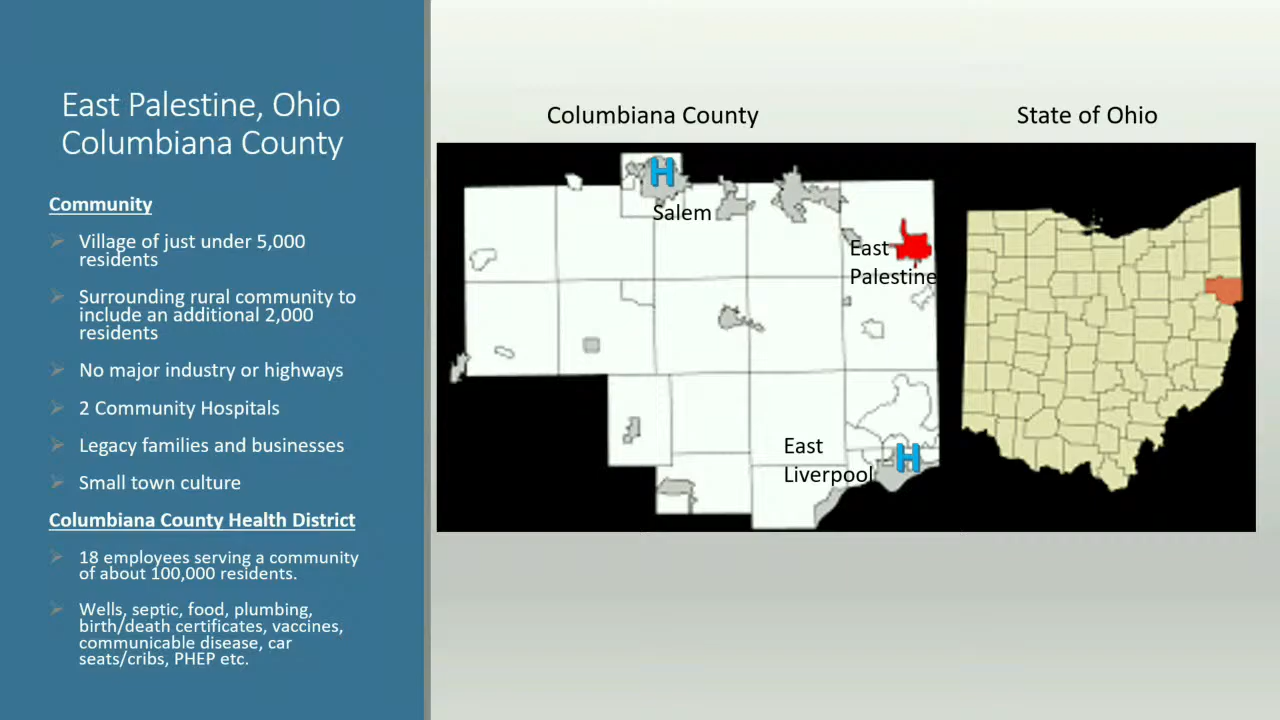 East Palestine, Ohio
Columbiana County
Community
Village of just under 5,000
residents
Surrounding rural community to
include an additional 2,000
residents
No major industry or highways
2 Community Hospitals
Legacy families and businesses
Small town culture
Columbiana County Health District
18 employees serving a community
of about 100,000 residents.
Wells, septic, food, plumbing,
birth/death certificates, vaccines,
communicable disease, car
seats/cribs, PHEP etc.
Columbiana County
State of Ohio
H
Salem
East
Palestine
East
Liverpool
H